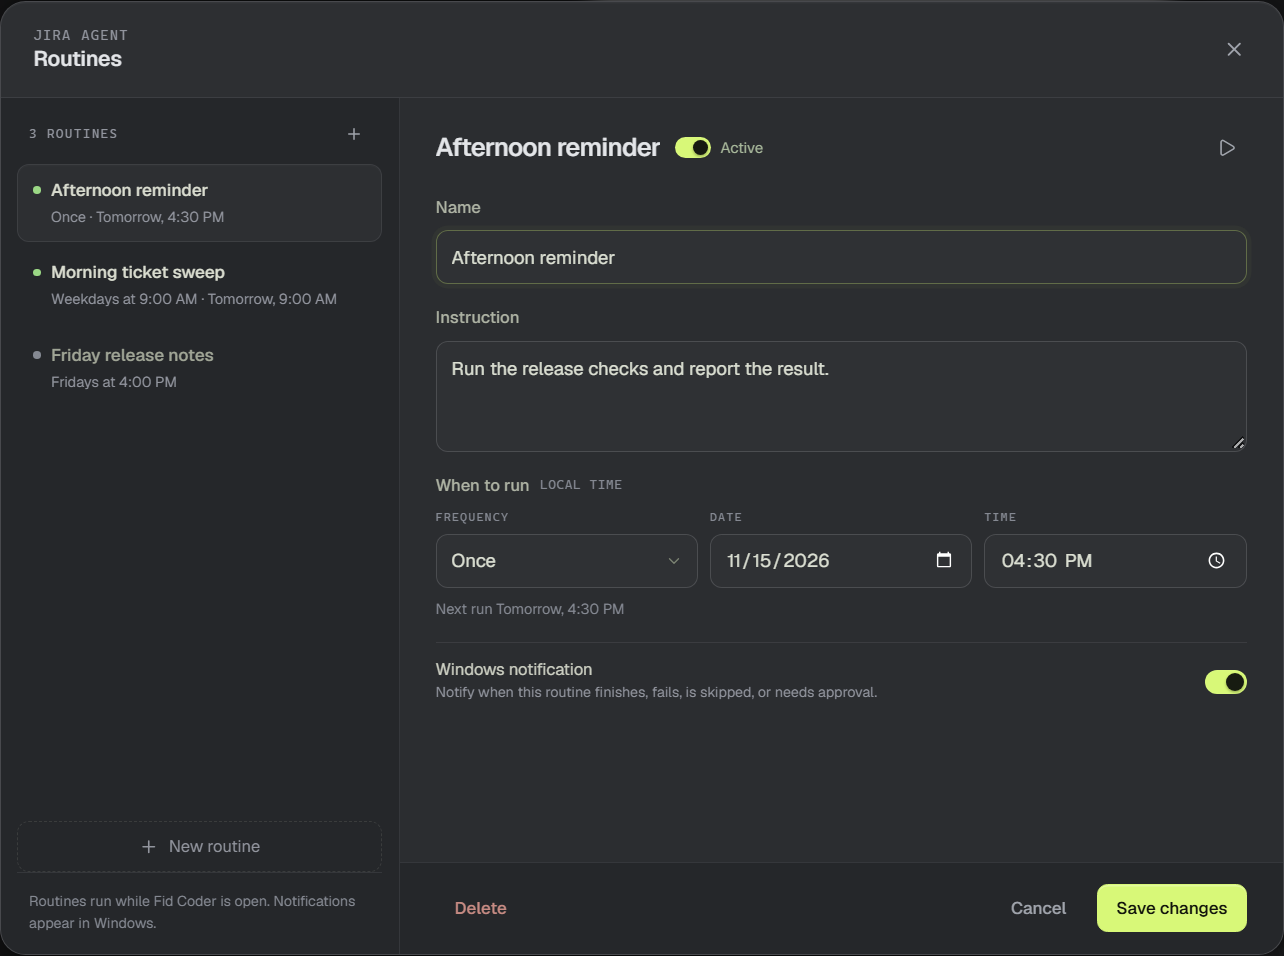 JIRA AGENT
Routines
3 ROUTINES
Afternoon reminder
Once · Tomorrow, 4:30 PM
Morning ticket sweep
Weekdays at 9:00 AM · Tomorrow, 9:00 AM
Friday release notes
Fridays at 4:00 PM
New routine
Routines run while Fid Coder is open. Notifications
appear in Windows.
Afternoon reminder Active
Name
Afternoon reminder
Instruction
Run the release checks and report the result.
When to run LOCAL TIME
FREQUENCY DATE TIME
Once 11/15/2026 04:30 PM
Next run Tomorrow, 4:30 PM
Windows notification
Notify when this routine finishes, fails, is skipped, or needs approval.
Delete Cancel Save changes